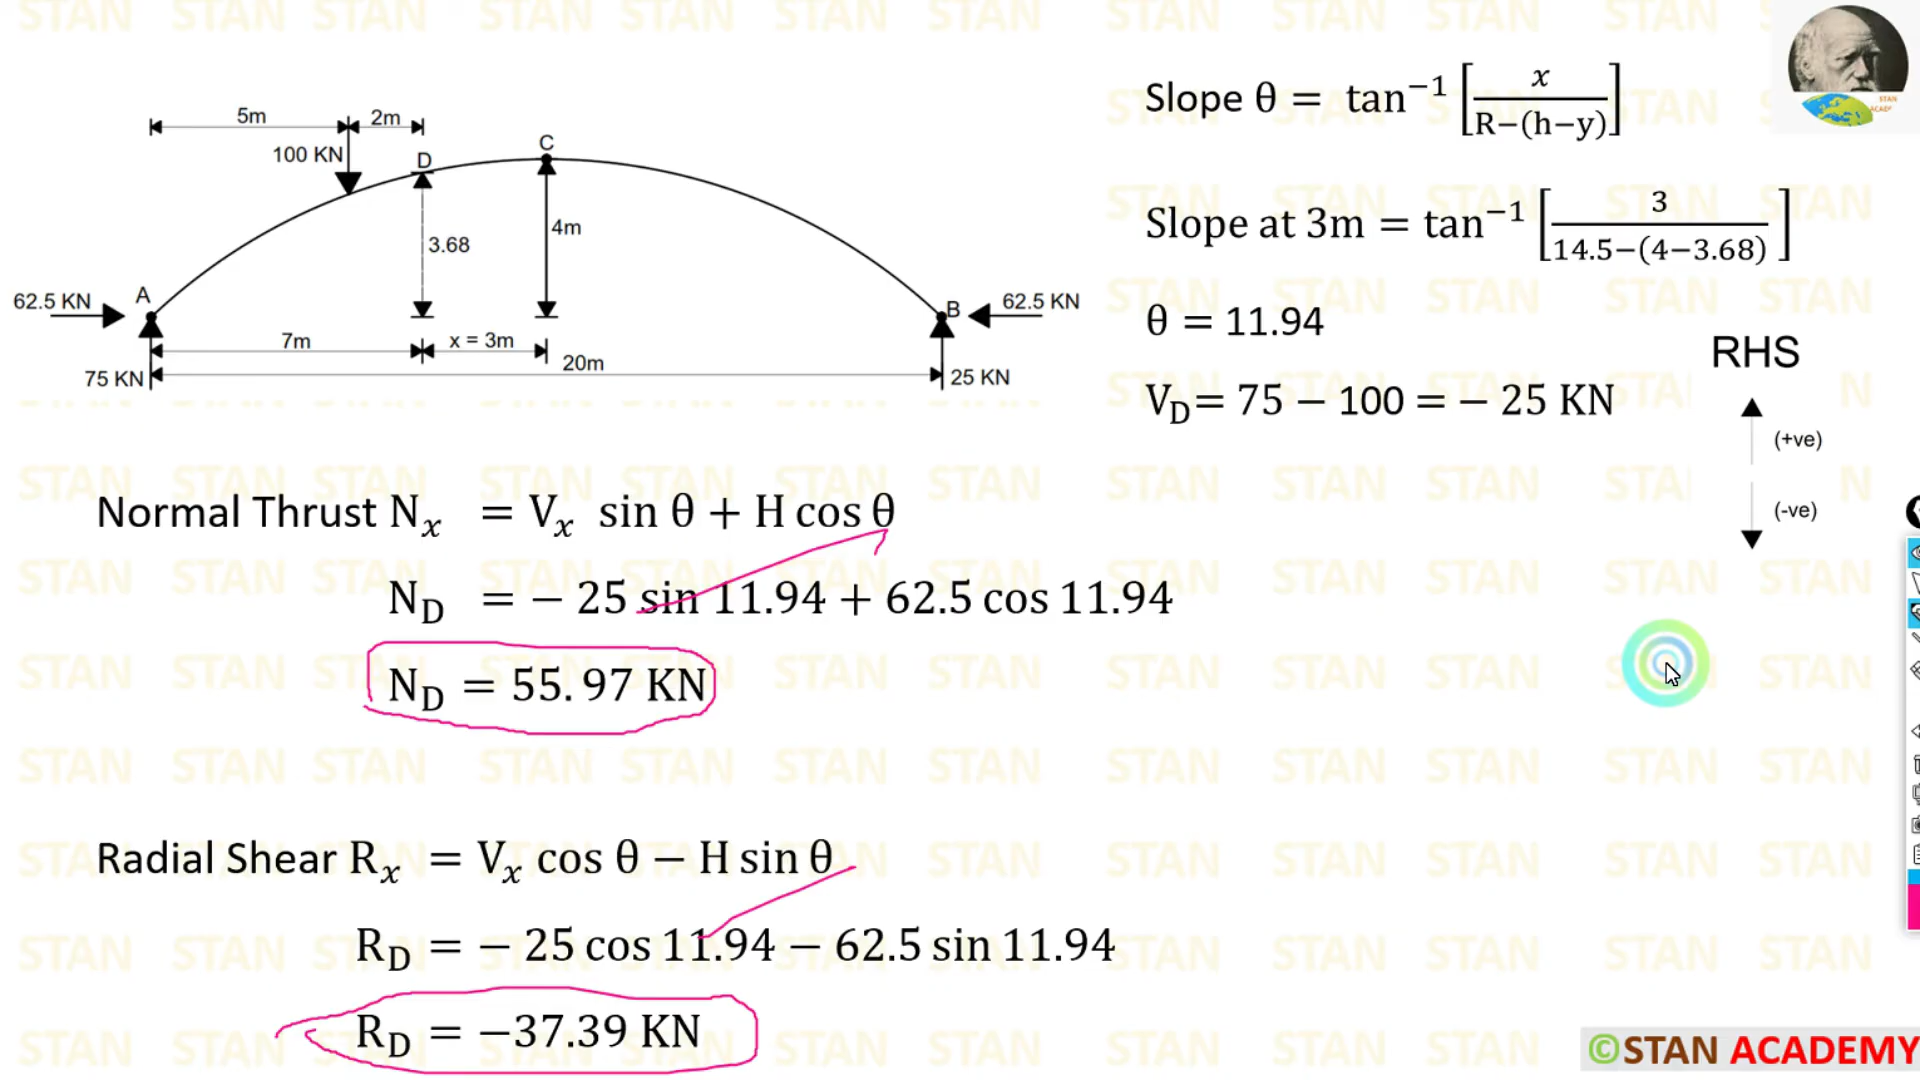 5m
2m
100 KN
D
C
3.68
4m
62.5 KN
A
B
62.5 KN
7m
x = 3m
20m
75 KN
25 KN
Slope θ = tan⁻¹ [x / R−(h−y)]
Slope at 3m = tan⁻¹ [3 / 14.5−(4−3.68)]
θ = 11.94
V_D = 75 − 100 = − 25 KN
RHS
(+ve)
(-ve)
Normal Thrust N_x = V_x sin θ + H cos θ
N_D = − 25 sin 11.94 + 62.5 cos 11.94
N_D = 55.97 KN
Radial Shear R_x = V_x cos θ − H sin θ
R_D = − 25 cos 11.94 − 62.5 sin 11.94
R_D = −37.39 KN
©STAN ACADEMY